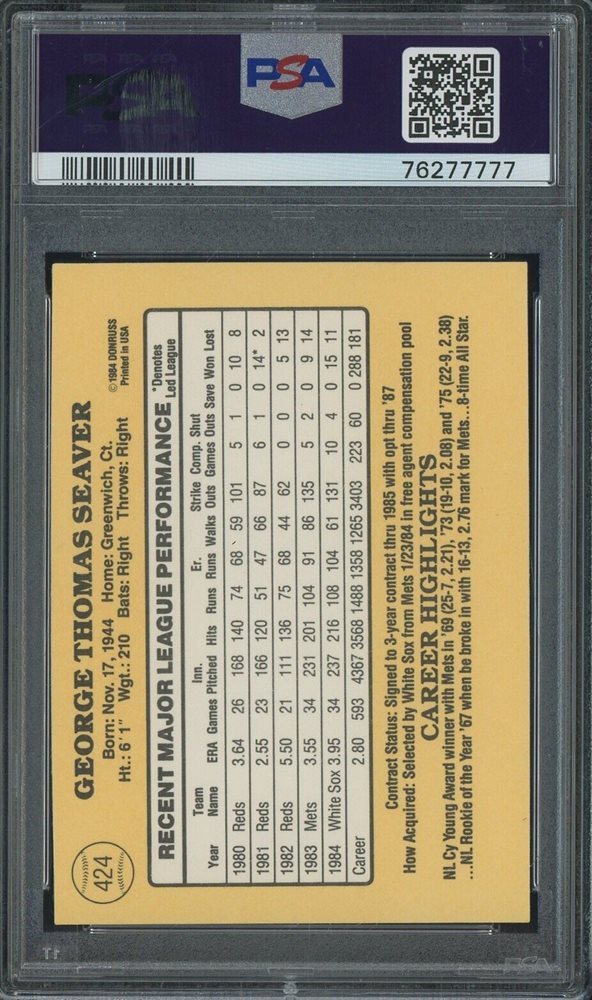 PSA
76277777
424
GEORGE THOMAS SEAVER
©1984 DONRUSS
Printed in USA
Born: Nov. 17, 1944 Home: Greenwich, Ct.
Ht.: 6'1" Wgt.: 210 Bats: Right Throws: Right
RECENT MAJOR LEAGUE PERFORMANCE
*Denotes
Led League
Year Team Name ERA Games Inn. Pitched Hits Runs Er. Runs Walks Strike Outs Comp. Games Shut Outs Save Won Lost
1980 Reds 3.64 26 168 140 74 68 59 101 5 1 0 10 8
1981 Reds 2.55 23 166 120 51 47 66 87 6 1 0 14* 2
1982 Reds 5.50 21 111 136 75 68 44 62 0 0 0 5 13
1983 Mets 3.55 34 231 201 104 91 86 135 5 2 0 9 14
1984 White Sox 3.95 34 237 216 108 104 61 131 10 4 0 15 11
Career 2.80 593 4367 3568 1488 1358 1265 3403 223 60 0 288 181
Contract Status: Signed to 3-year contract thru 1985 with opt thru '87
How Acquired: Selected by White Sox from Mets 1/23/84 in free agent compensation pool
CAREER HIGHLIGHTS
NL Cy Young Award winner with Mets in '69 (25-7, 2.21), '73 (19-10, 2.08) and '75 (22-9, 2.38)
...NL Rookie of the Year '67 when be broke in with 16-13, 2.76 mark for Mets...8-time All Star.